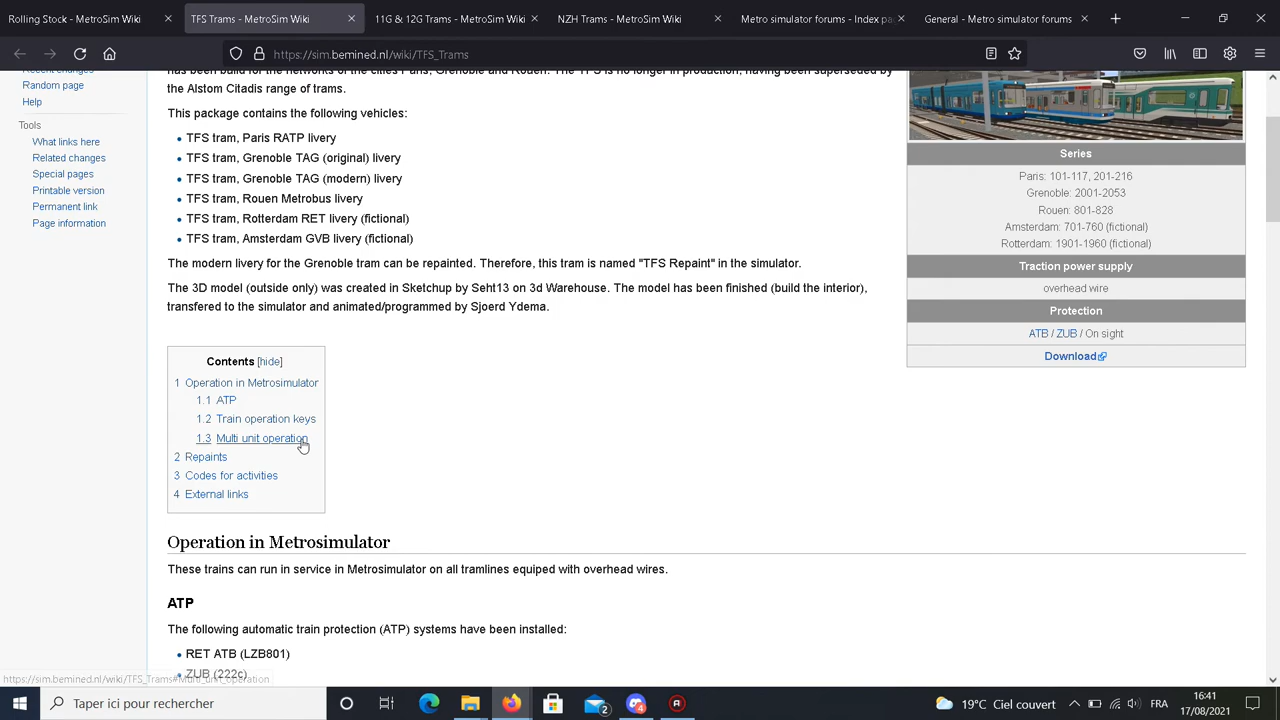 Rolling Stock - MetroSim Wiki
TFS Trams - MetroSim Wiki
11G & 12G Trams - MetroSim Wiki
NZH Trams - MetroSim Wiki
Metro simulator forums - Index pa
General - Metro simulator forums
https://sim.bemined.nl/wiki/TFS_Trams
Recent changes
Random page
Help
Tools
What links here
Related changes
Special pages
Printable version
Permanent link
Page information
has been build for the networks of the cities Paris, Grenoble and Rouen. The TFS is no longer in production, having been superseded by
the Alstom Citadis range of trams.
This package contains the following vehicles:
TFS tram, Paris RATP livery
TFS tram, Grenoble TAG (original) livery
TFS tram, Grenoble TAG (modern) livery
TFS tram, Rouen Metrobus livery
TFS tram, Rotterdam RET livery (fictional)
TFS tram, Amsterdam GVB livery (fictional)
The modern livery for the Grenoble tram can be repainted. Therefore, this tram is named "TFS Repaint" in the simulator.
The 3D model (outside only) was created in Sketchup by Seht13 on 3d Warehouse. The model has been finished (build the interior),
transfered to the simulator and animated/programmed by Sjoerd Ydema.
Contents [hide]
1 Operation in Metrosimulator
1.1 ATP
1.2 Train operation keys
1.3 Multi unit operation
2 Repaints
3 Codes for activities
4 External links
Operation in Metrosimulator
These trains can run in service in Metrosimulator on all tramlines equiped with overhead wires.
ATP
The following automatic train protection (ATP) systems have been installed:
RET ATB (LZB801)
ZUB (222c)
Series
Paris: 101-117, 201-216
Grenoble: 2001-2053
Rouen: 801-828
Amsterdam: 701-760 (fictional)
Rotterdam: 1901-1960 (fictional)
Traction power supply
overhead wire
Protection
ATB / ZUB / On sight
Download
https://sim.bemined.nl/wiki/TFS_Trams#Multi_unit_operation
Taper ici pour rechercher
2
19°C Ciel couvert
FRA
16:41
17/08/2021